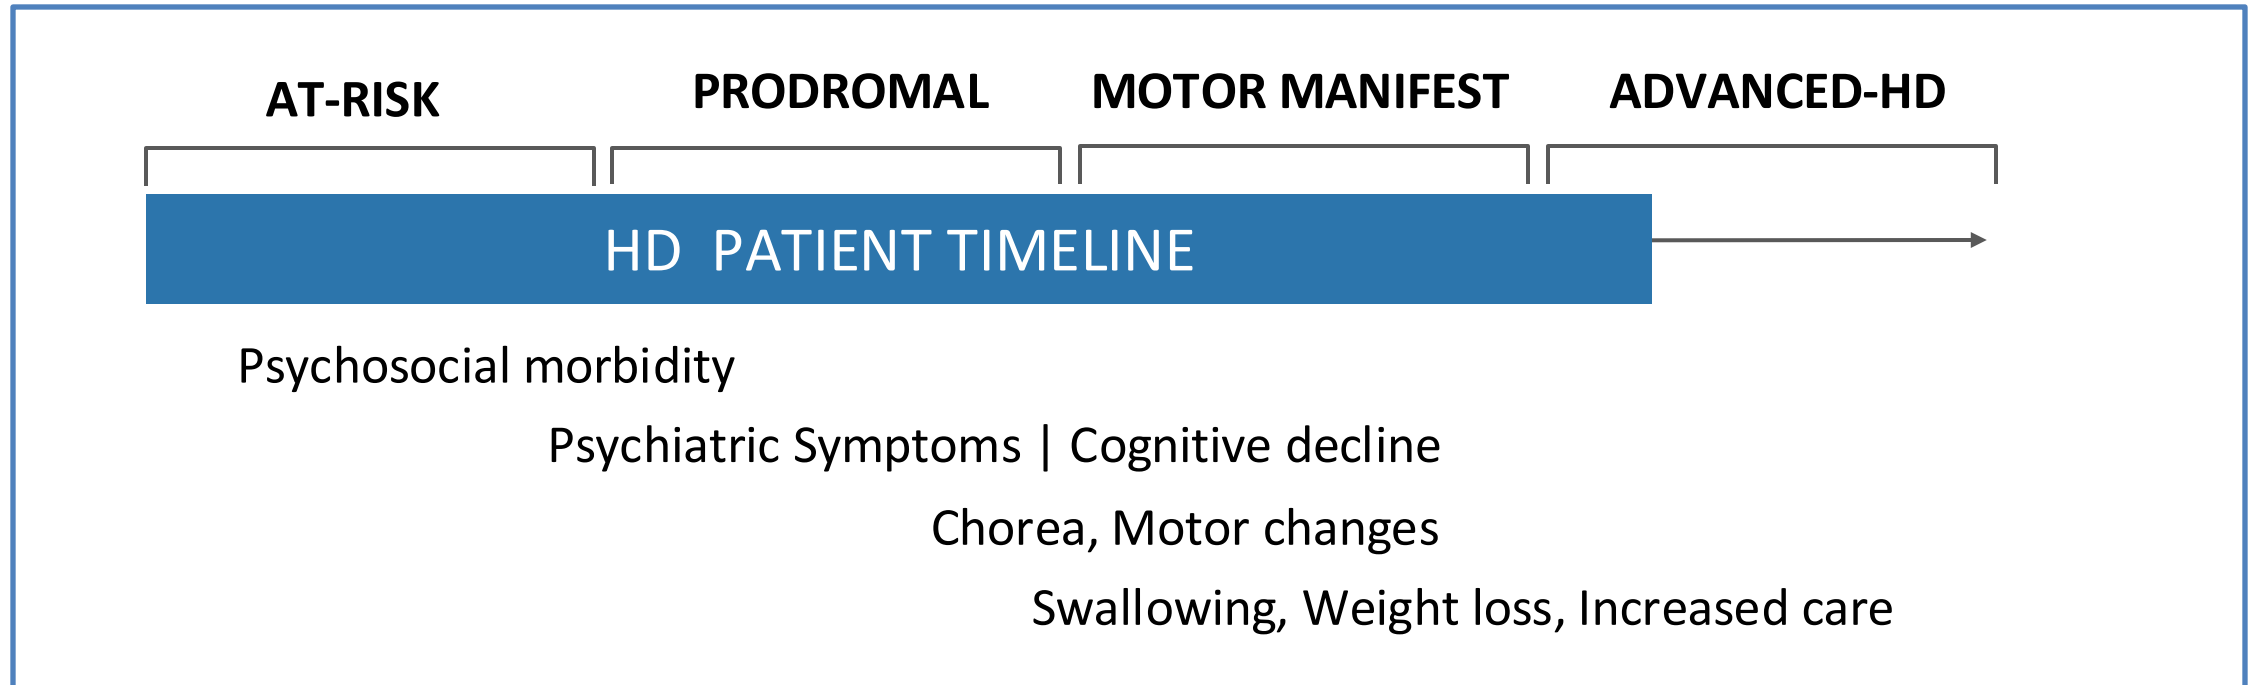 AT-RISK PRODROMAL MOTOR MANIFEST ADVANCED-HD
HD PATIENT TIMELINE
Psychosocial morbidity
Psychiatric Symptoms | Cognitive decline
Chorea, Motor changes
Swallowing, Weight loss, Increased care